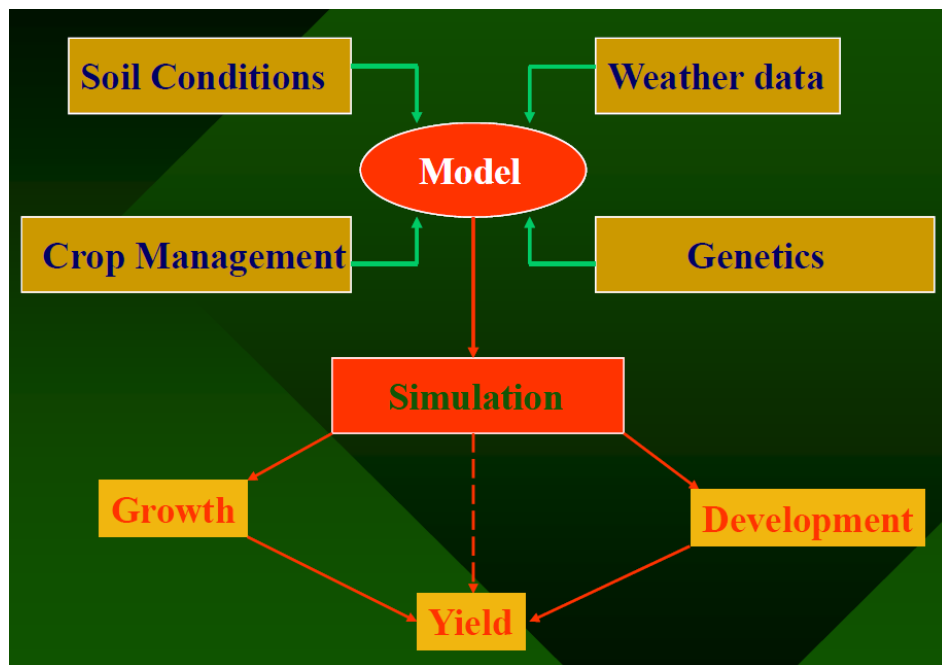 Soil Conditions
Weather data
Model
Crop Management
Genetics
Simulation
Growth
Development
Yield